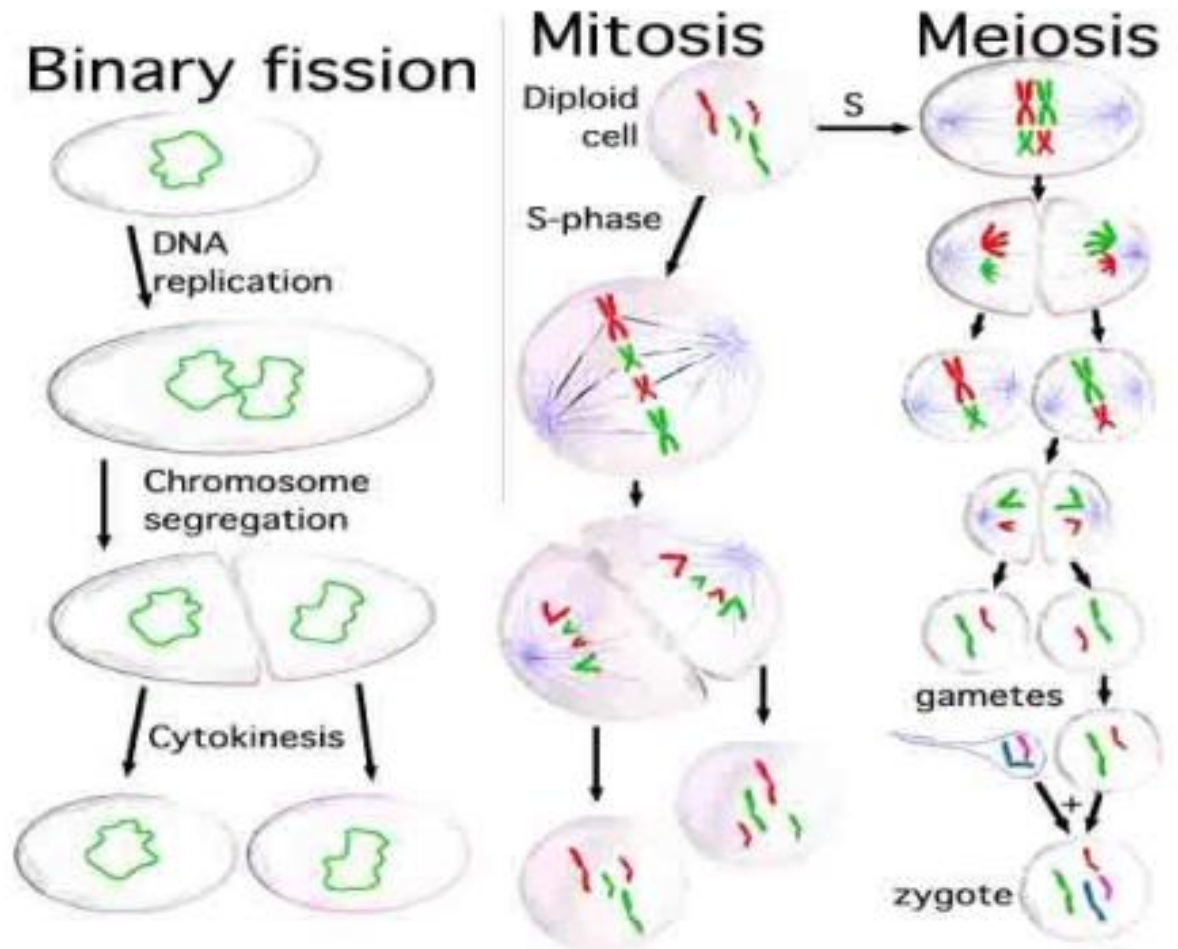 Binary fission
DNA
replication
Chromosome
segregation
Cytokinesis
Mitosis
Diploid
cell
S-phase
S
Meiosis
gametes
+
zygote